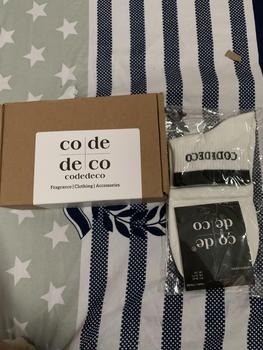 co de
de co
codedeco
Fragrance | Clothing | Accessories
CODEDECO
co
de
de
co